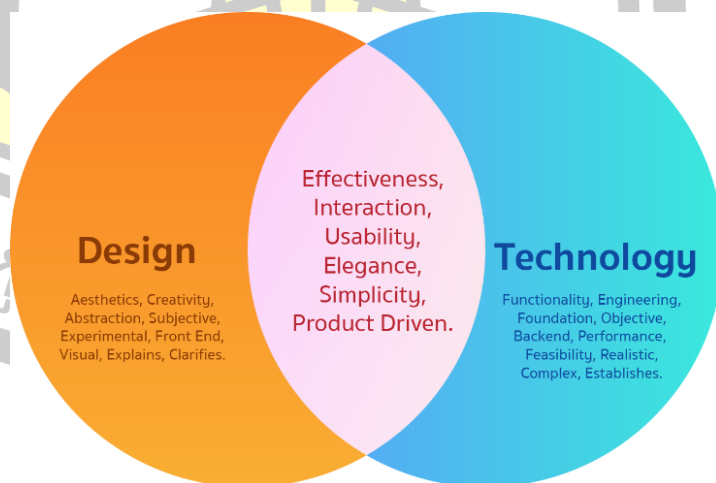 Design
Aesthetics, Creativity,
Abstraction, Subjective,
Experimental, Front End,
Visual, Explains, Clarifies.
Effectiveness,
Interaction,
Usability,
Elegance,
Simplicity,
Product Driven.
Technology
Functionality, Engineering,
Foundation, Objective,
Backend, Performance,
Feasibility, Realistic,
Complex, Establishes.